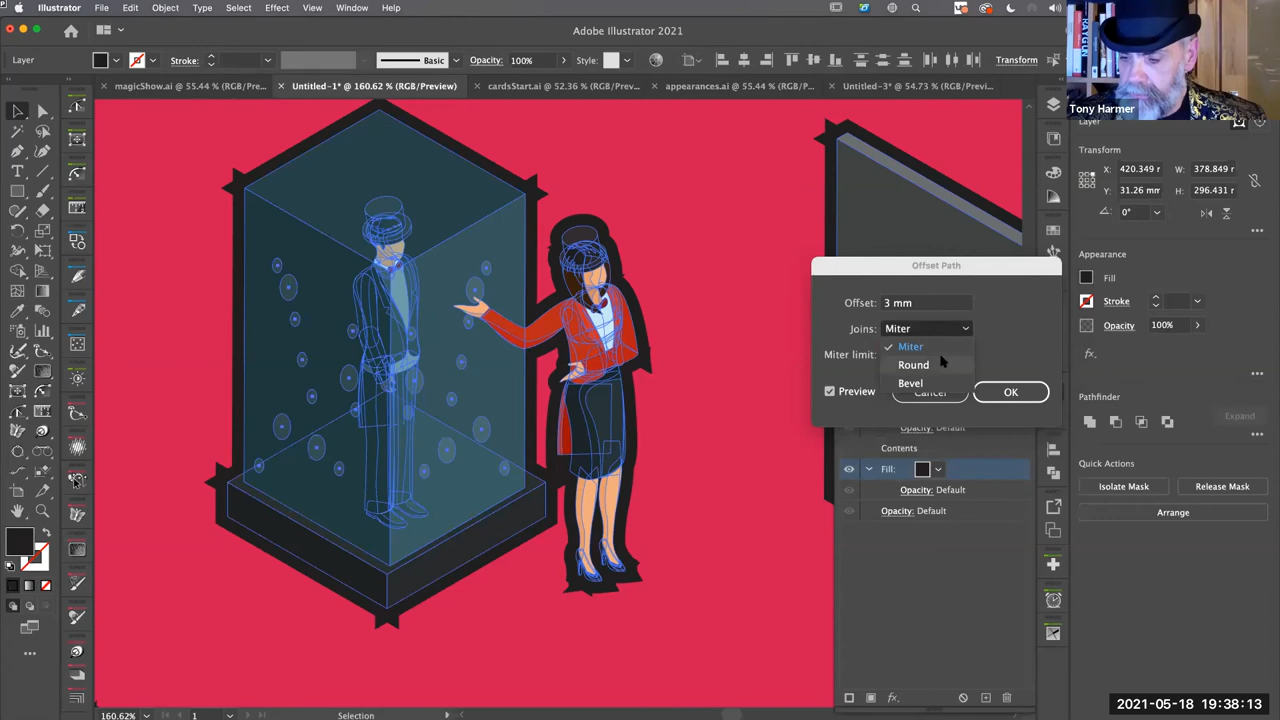 Illustrator File Edit Object Type Select Effect View Window Help
Adobe Illustrator 2021
Layer
Stroke:
Basic
Opacity: 100%
Style:
Transform
magicShow.ai @ 55.44 % (RGB/Pre...
Untitled-1* @ 160.62 % (RGB/Preview)
cardsStart.ai @ 52.36 % (RGB/Preview)
appearances.ai @ 55.44 % (RGB/Pr...
Untitled-3* @ 54.73 % (RGB/Previ...
HAYGUN
Tony Harmer
Layer
Transform
X: 420.349 r W: 378.849 r
Y: 31.26 mm H: 296.431 r
0°
Appearance
Fill
Stroke
Opacity 100%
fx.
Pathfinder
Expand
Quick Actions
Isolate Mask Release Mask
Arrange
Offset Path
Offset: 3 mm
Joins: Miter
Miter
Miter limit:
Round
Bevel
Preview Cancel OK
Opacity: Default
Contents
Fill:
Opacity: Default
Opacity: Default
fx.
160.62% 1 Selection
2021-05-18 19:38:13